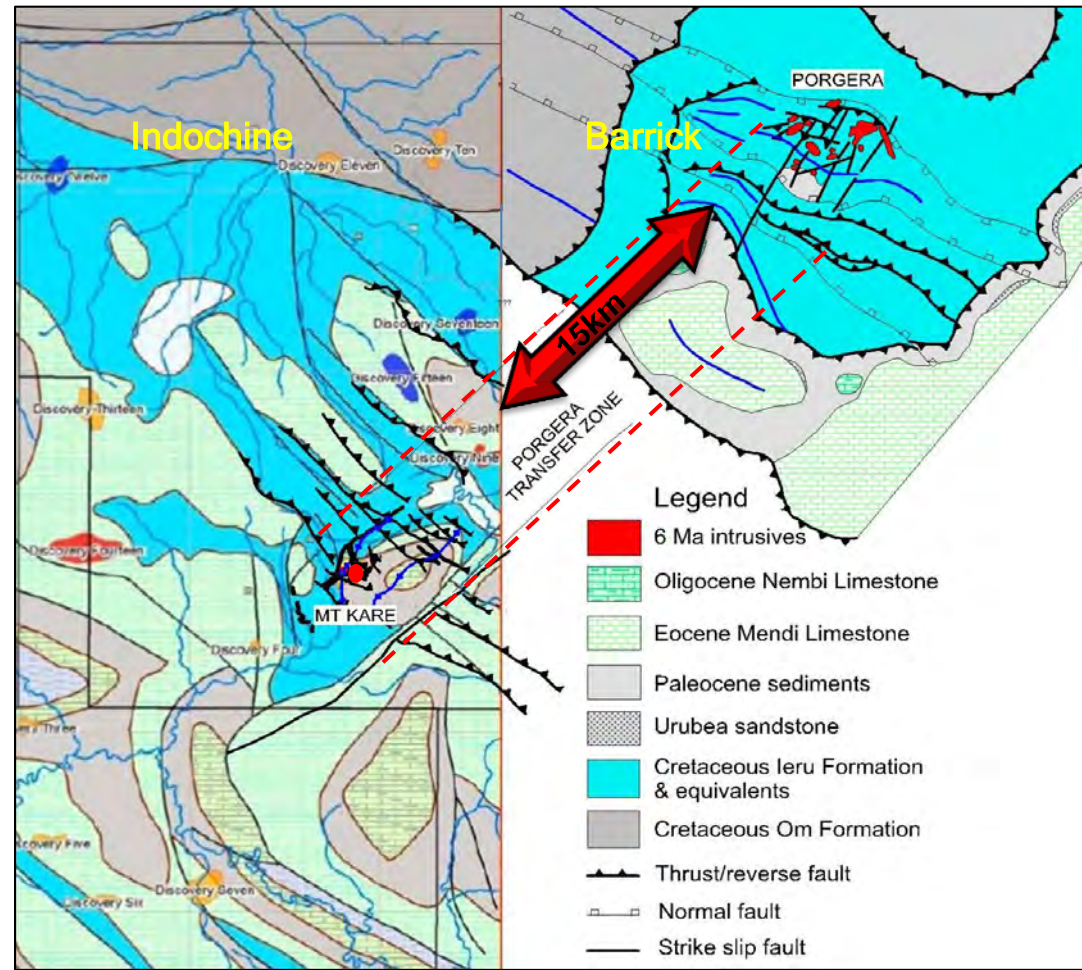 PORGERA
Indochine
Barrick
Discovery Ten
Discovery Eleven
Discovery Twelve
15km
??
Discovery Seventeen
Discovery Fifteen
Discovery Thirteen
Discovery Eight
Discovery Nine
PORGERA
TRANSFER ZONE
Discovery Fourteen
MT KARE
Discovery Four
Discovery Three
Discovery Five
Discovery Seven
Discovery Six
Legend
6 Ma intrusives
Oligocene Nembi Limestone
Eocene Mendi Limestone
Paleocene sediments
Urubea sandstone
Cretaceous Ieru Formation
& equivalents
Cretaceous Om Formation
Thrust/reverse fault
Normal fault
Strike slip fault